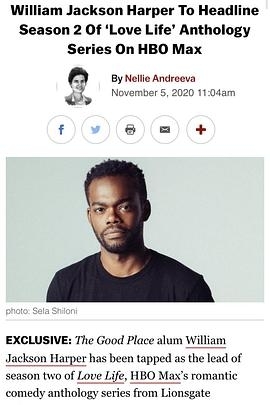 William Jackson Harper To Headline
Season 2 Of ‘Love Life’ Anthology
Series On HBO Max
By Nellie Andreeva
November 5, 2020 11:04am
photo: Sela Shiloni
EXCLUSIVE: The Good Place alum William
Jackson Harper has been tapped as the lead of
season two of Love Life, HBO Max’s romantic
comedy anthology series from Lionsgate